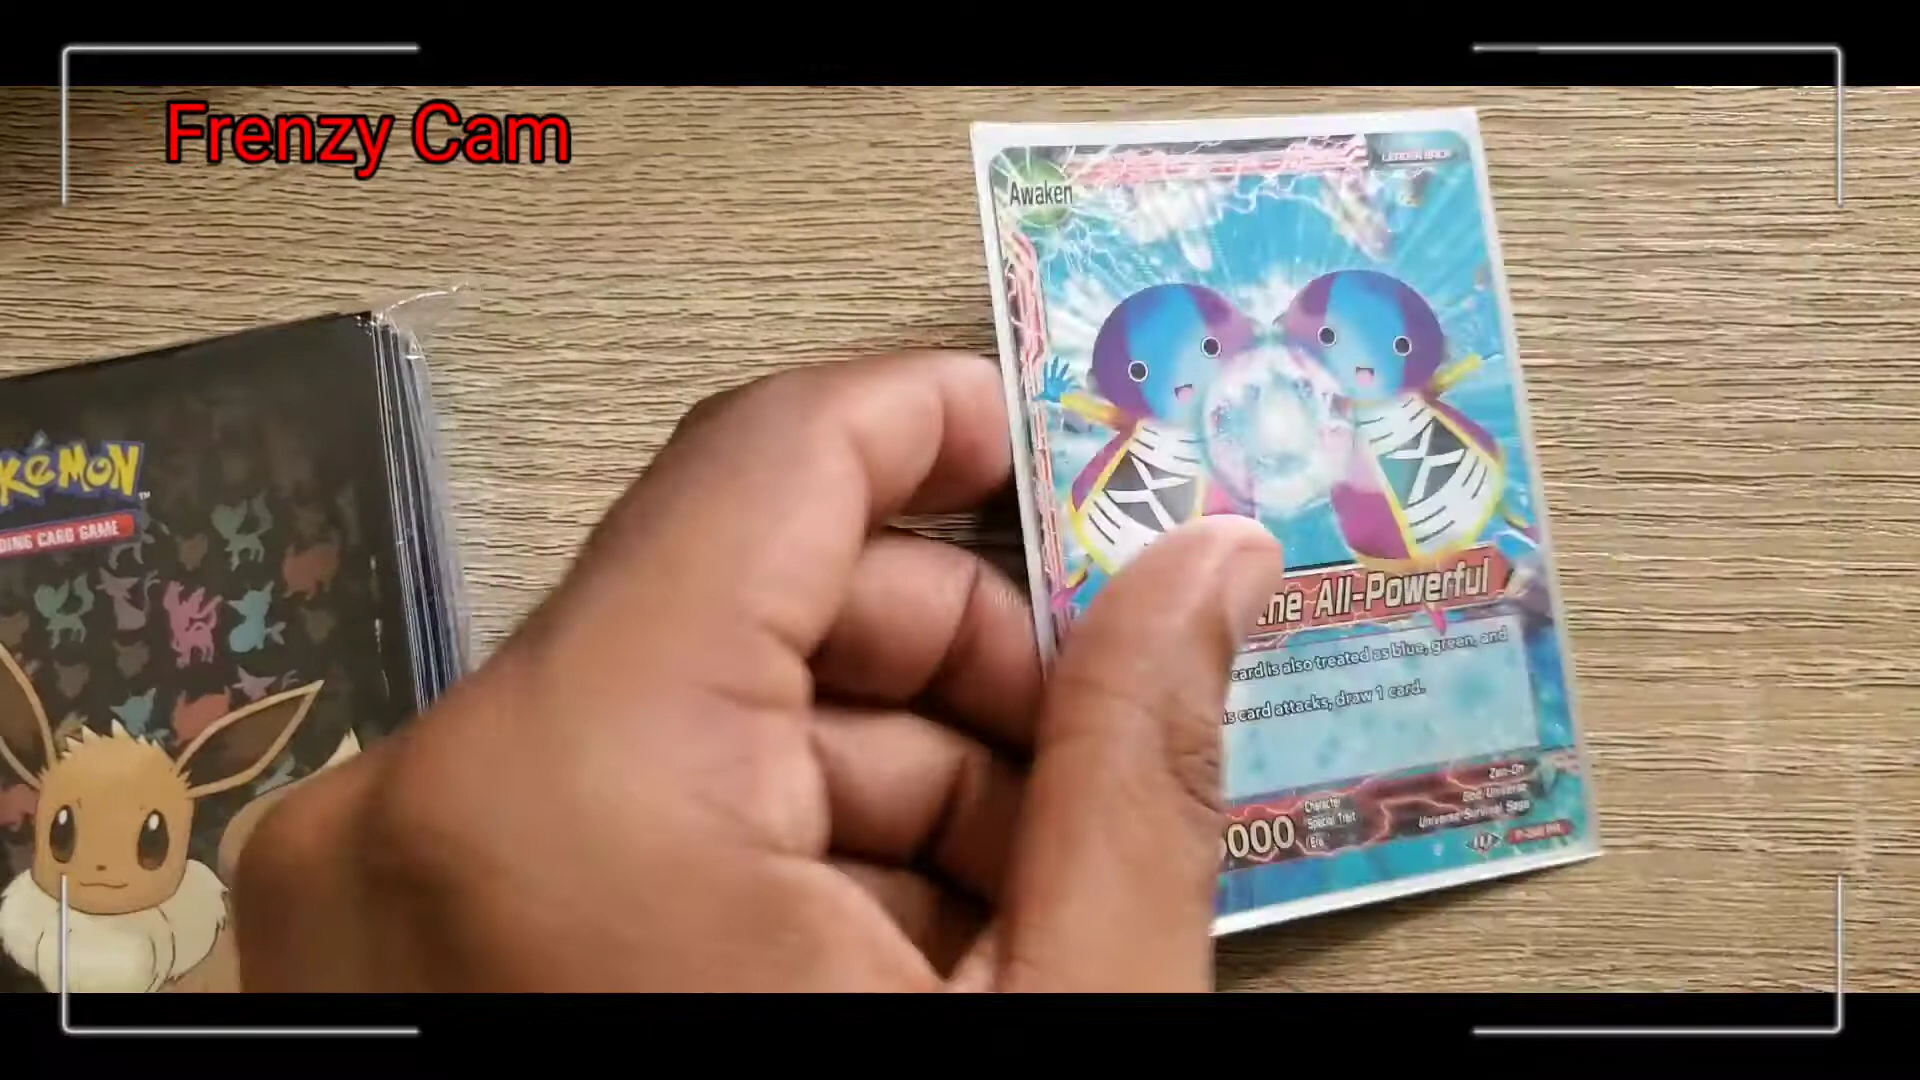 Frenzy Cam
LEADER BACK
Awaken
KéMON
DING CARD GAME
the All-Powerful
card is also treated as blue, green, and
is card attacks, draw 1 card.
000
Character
Special Trait
Era
Zen-Oh
God Universe
Universe Survival Saga